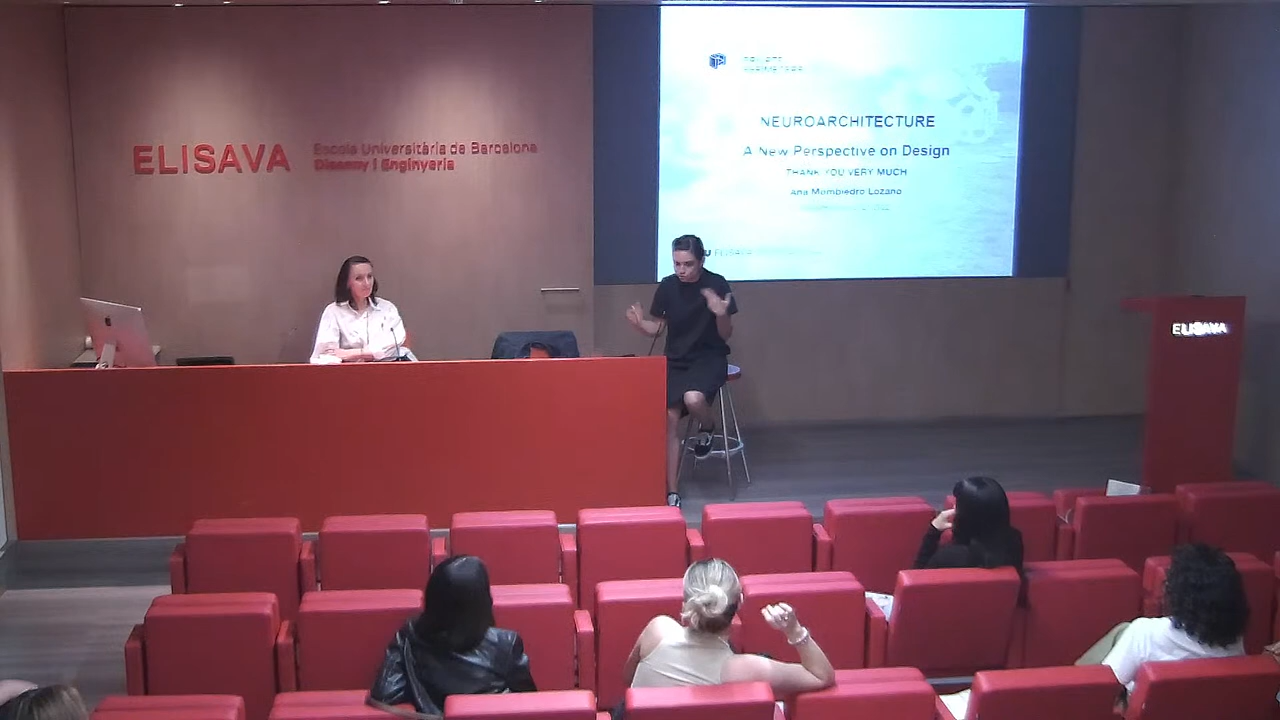 ELISAVA
Escola Universitària de Barcelona
Disseny i Enginyeria
NEUROARCHITECTURE
A New Perspective on Design
THANK YOU VERY MUCH
Ana Mombiedro Lozano
ELISAVA
ELISAVA